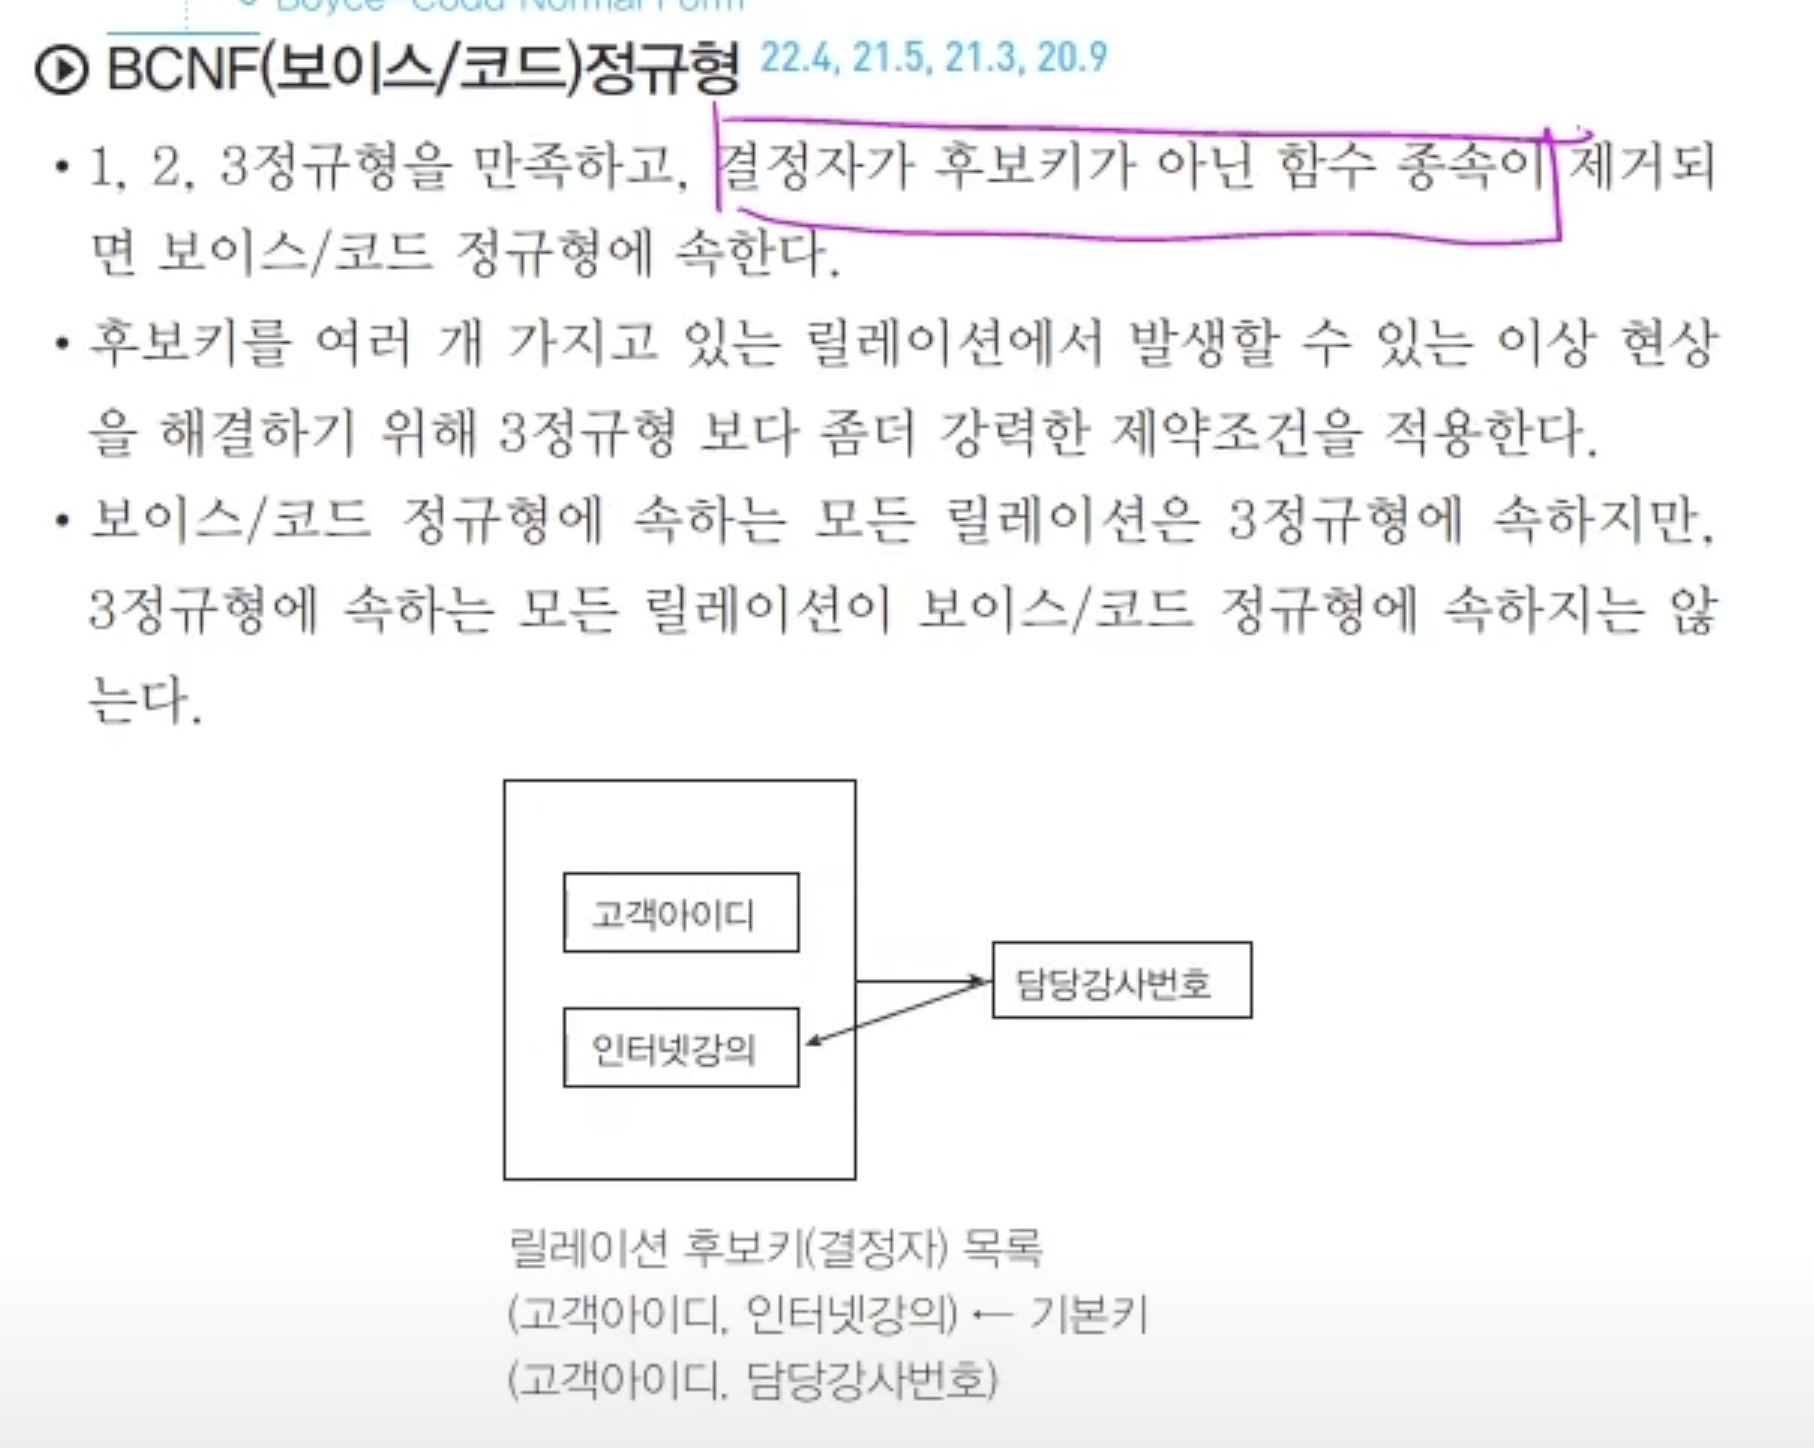 Boyce-Codd Normal Form
BCNF(보이스/코드)정규형 22.4, 21.5, 21.3, 20.9
• 1, 2, 3정규형을 만족하고, 결정자가 후보키가 아닌 함수 종속이 제거되
면 보이스/코드 정규형에 속한다.
• 후보키를 여러 개 가지고 있는 릴레이션에서 발생할 수 있는 이상 현상
을 해결하기 위해 3정규형 보다 좀더 강력한 제약조건을 적용한다.
• 보이스/코드 정규형에 속하는 모든 릴레이션은 3정규형에 속하지만,
3정규형에 속하는 모든 릴레이션이 보이스/코드 정규형에 속하지는 않
는다.
고객아이디
담당강사번호
인터넷강의
릴레이션 후보키(결정자) 목록
(고객아이디, 인터넷강의) ← 기본키
(고객아이디, 담당강사번호)